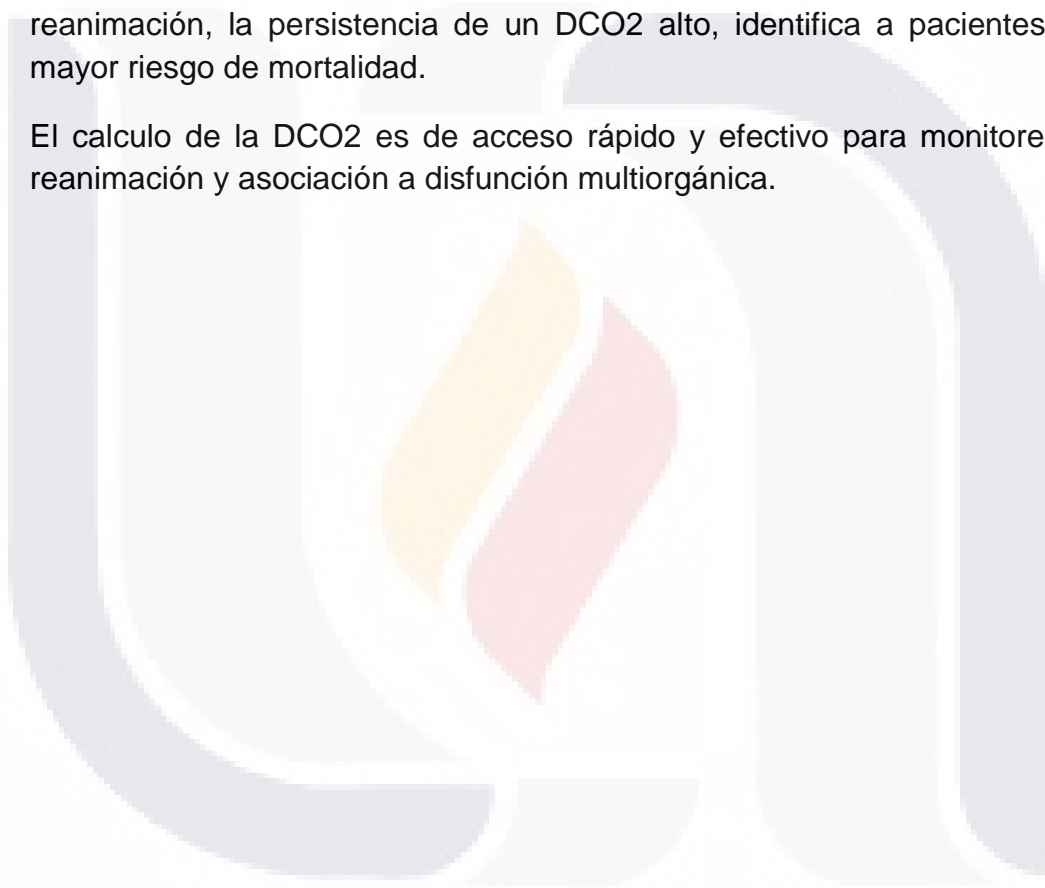 reanimación, la persistencia de un DCO2 alto, identifica a pacientes
mayor riesgo de mortalidad.
El calculo de la DCO2 es de acceso rápido y efectivo para monitore
reanimación y asociación a disfunción multiorgánica.